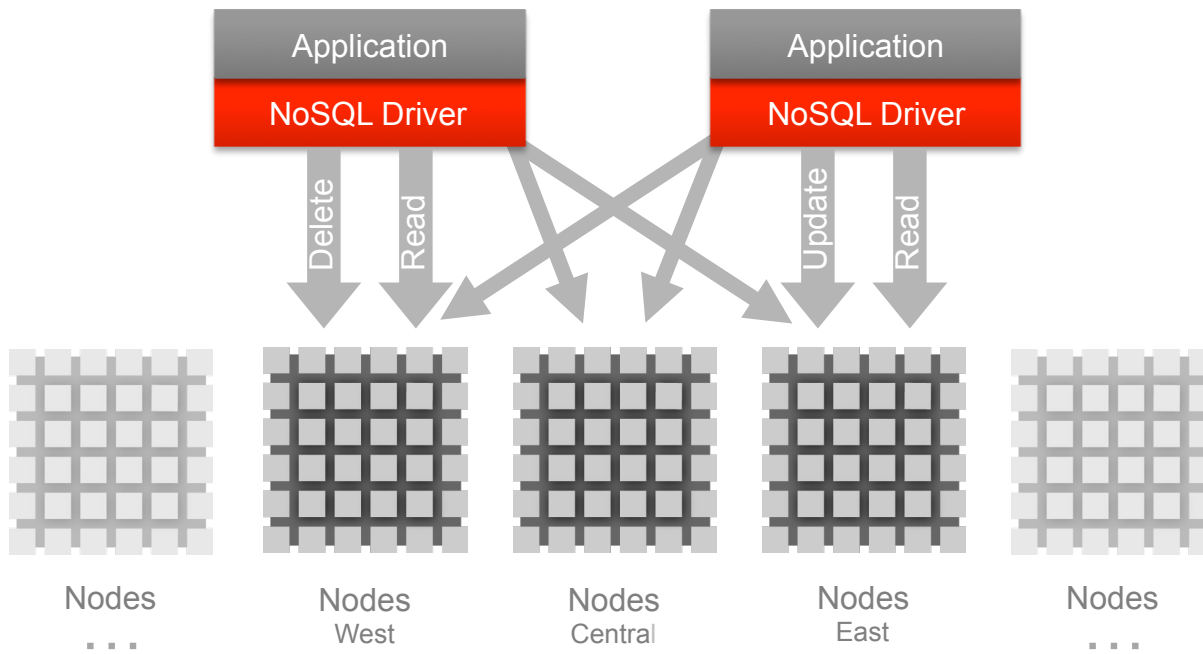 Application
NoSQL Driver
Application
NoSQL Driver
Delete
Read
Update
Read
Nodes
. . .
Nodes
West
Nodes
Central
Nodes
East
Nodes
. . .